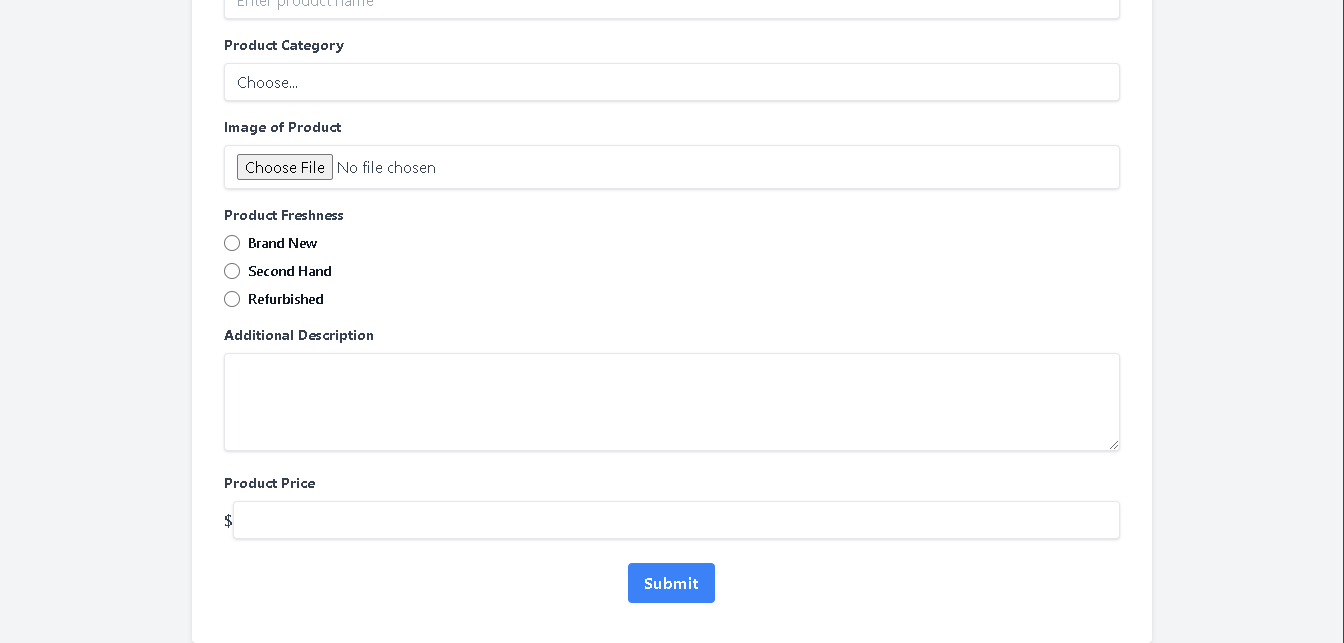 Enter product name
Product Category
Choose...
Image of Product
Choose File No file chosen
Product Freshness
Brand New
Second Hand
Refurbished
Additional Description
Product Price
$
Submit